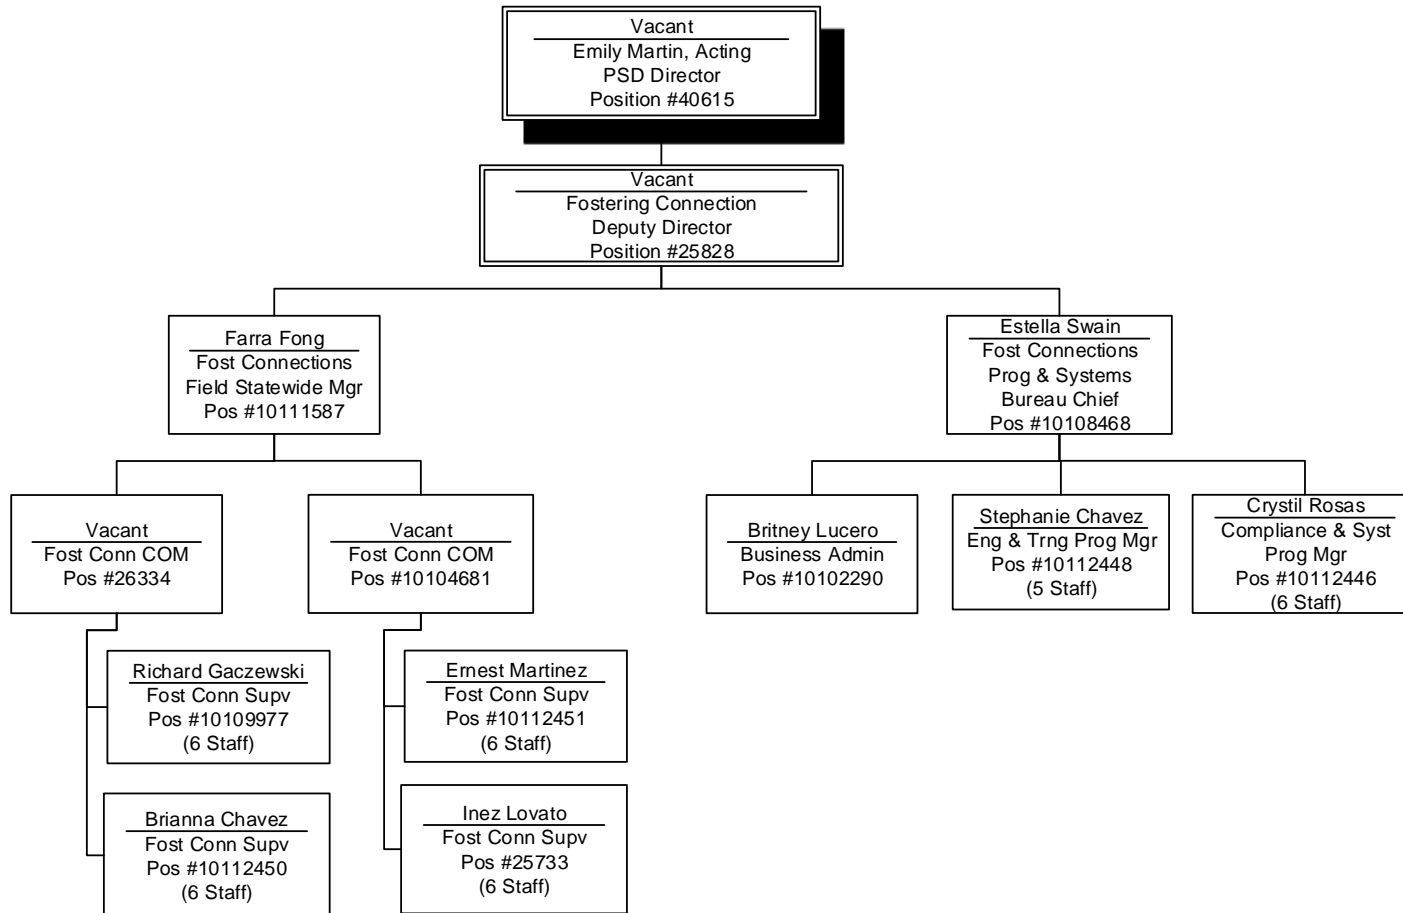 Vacant
Emily Martin, Acting
PSD Director
Position #40615
Vacant
Fostering Connection
Deputy Director
Position #25828
Farra Fong
Fost Connections
Field Statewide Mgr
Pos #10111587
Estella Swain
Fost Connections
Prog & Systems
Bureau Chief
Pos #10108468
Vacant
Fost Conn COM
Pos #26334
Vacant
Fost Conn COM
Pos #10104681
Britney Lucero
Business Admin
Pos #10102290
Stephanie Chavez
Eng & Trng Prog Mgr
Pos #10112448
(5 Staff)
Crystil Rosas
Compliance & Syst
Prog Mgr
Pos #10112446
(6 Staff)
Richard Gaczewski
Fost Conn Supv
Pos #10109977
(6 Staff)
Ernest Martinez
Fost Conn Supv
Pos #10112451
(6 Staff)
Brianna Chavez
Fost Conn Supv
Pos #10112450
(6 Staff)
Inez Lovato
Fost Conn Supv
Pos #25733
(6 Staff)